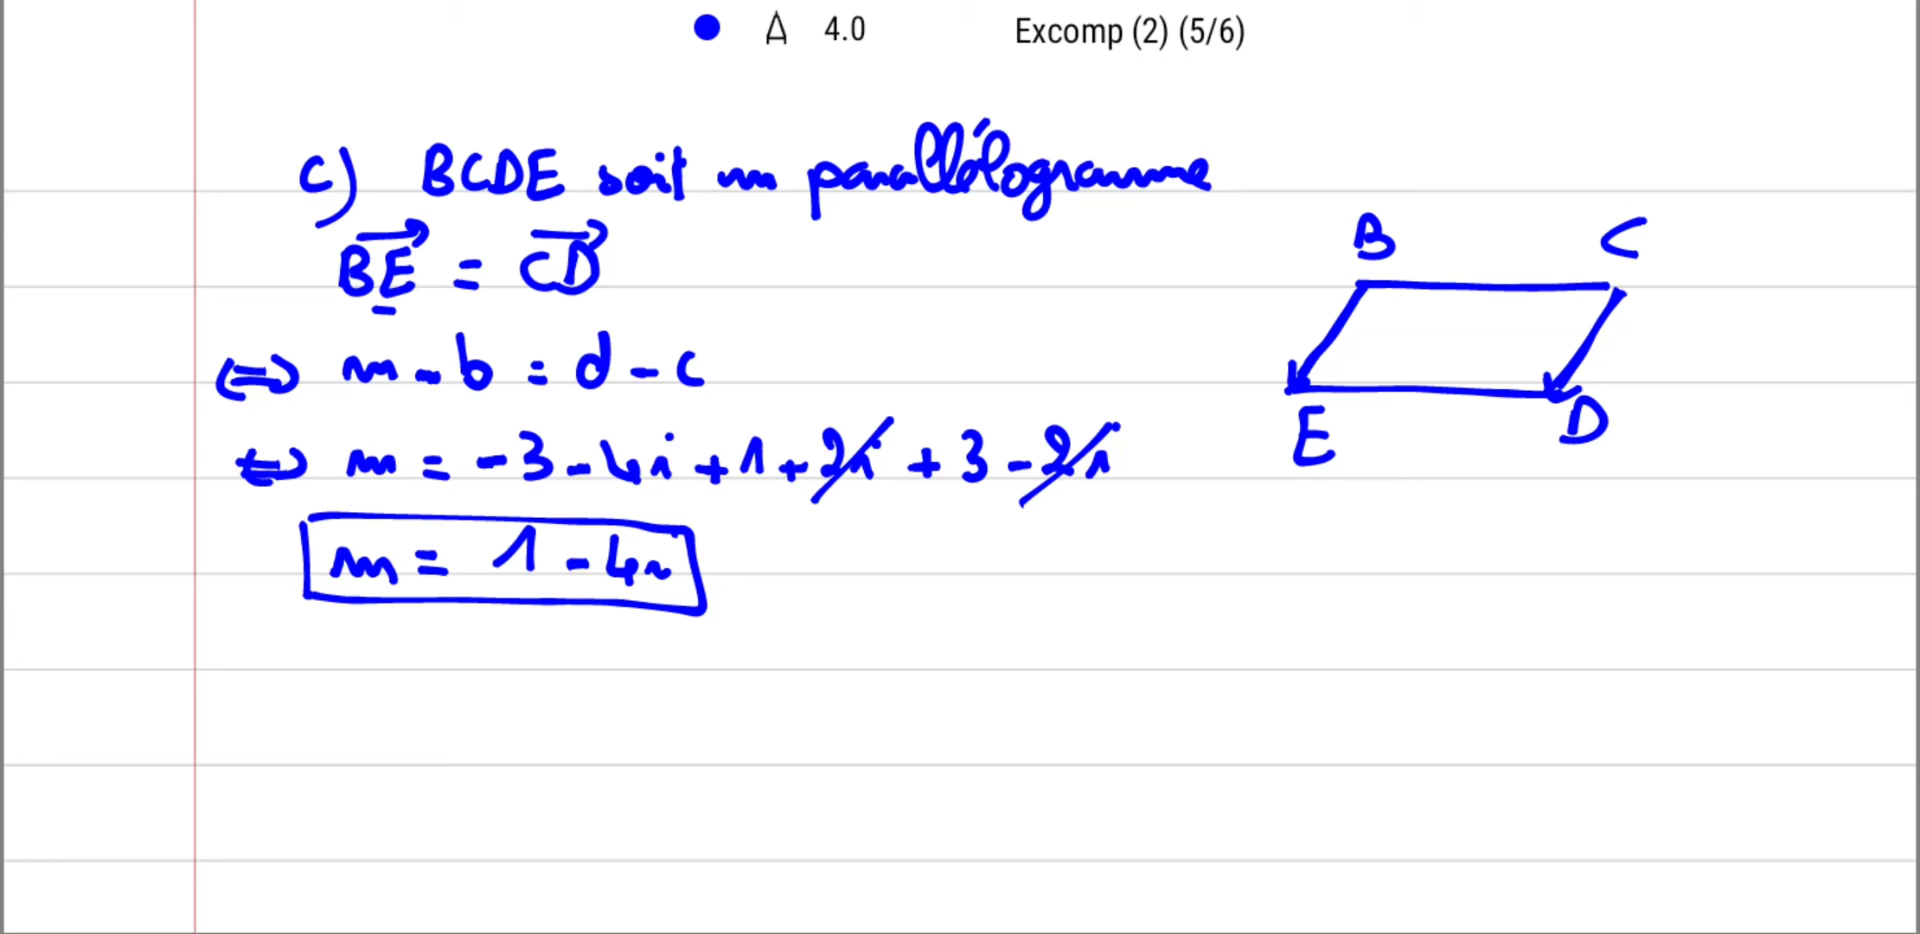 4.0 Excomp (2) (5/6)
c) BCDE soit un parallélogramme
B C
BE = CD
⇔ m - b = d - c
E D
⇔ m = -3 - 4i + 1 + 2i + 3 - 2i
m = 1 - 4i